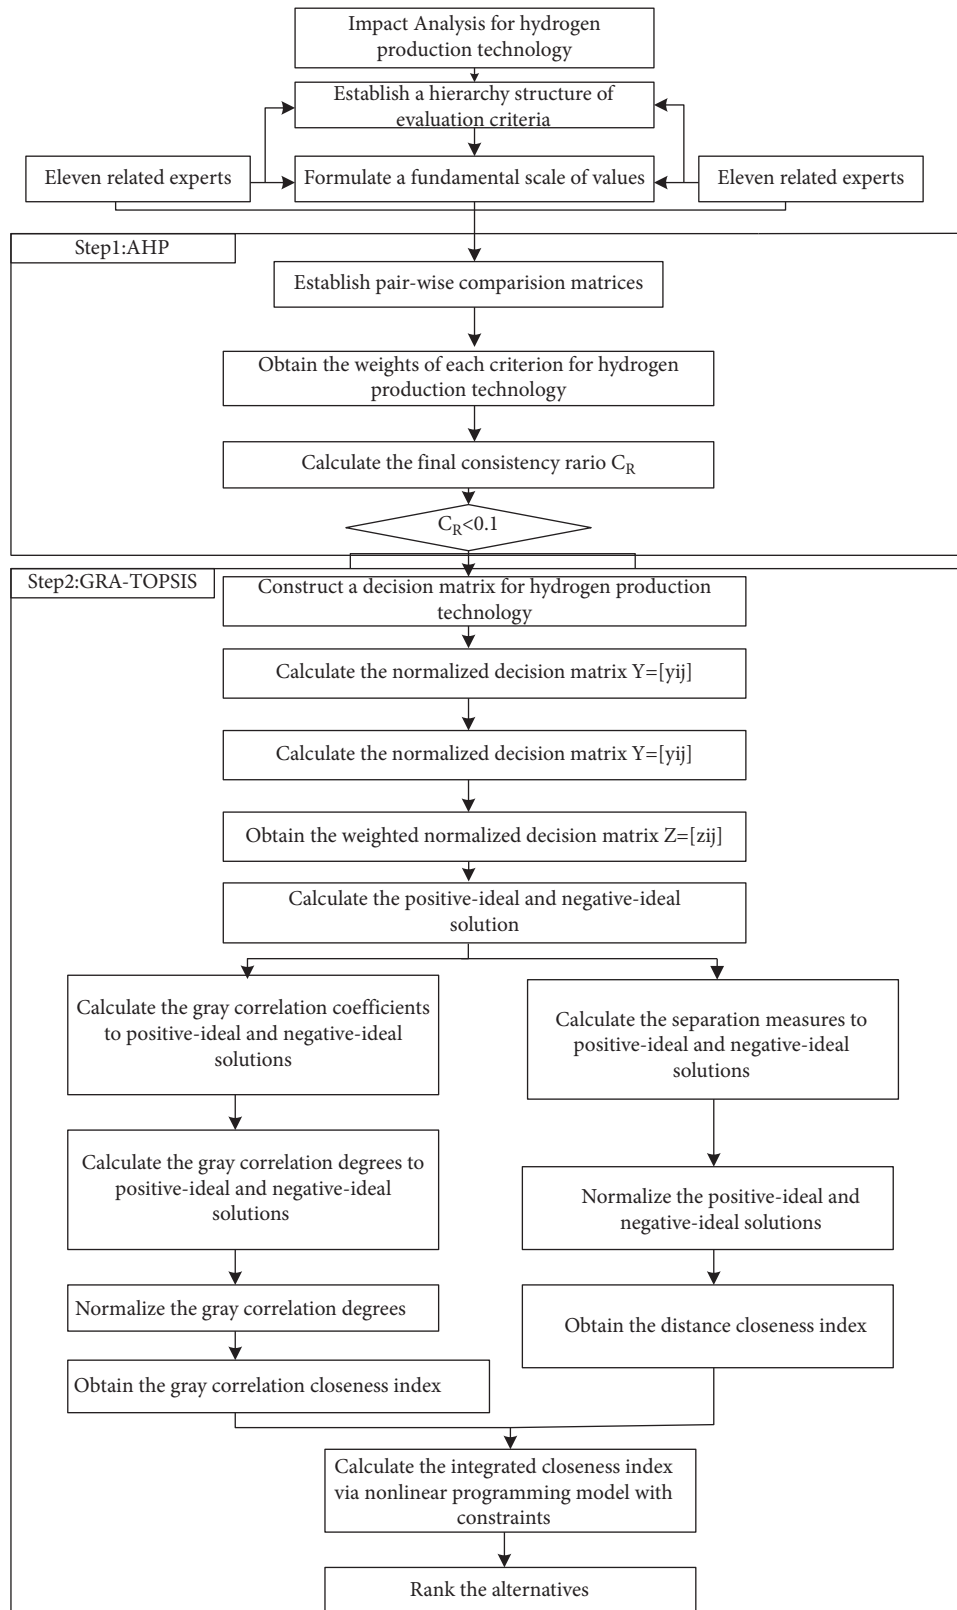 Impact Analysis for hydrogen
production technology
Establish a hierarchy structure of
evaluation criteria
Eleven related experts
Formulate a fundamental scale of values
Eleven related experts
Step1:AHP
Establish pair-wise comparision matrices
Obtain the weights of each criterion for hydrogen
production technology
Calculate the final consistency rario CR
CR<0.1
Step2:GRA-TOPSIS
Construct a decision matrix for hydrogen production
technology
Calculate the normalized decision matrix Y=[yij]
Calculate the normalized decision matrix Y=[yij]
Obtain the weighted normalized decision matrix Z=[zij]
Calculate the positive-ideal and negative-ideal
solution
Calculate the gray correlation coefficients
to positive-ideal and negative-ideal
solutions
Calculate the separation measures to
positive-ideal and negative-ideal
solutions
Calculate the gray correlation degrees to
positive-ideal and negative-ideal
solutions
Normalize the positive-ideal and
negative-ideal solutions
Normalize the gray correlation degrees
Obtain the distance closeness index
Obtain the gray correlation closeness index
Calculate the integrated closeness index
via nonlinear programming model with
constraints
Rank the alternatives